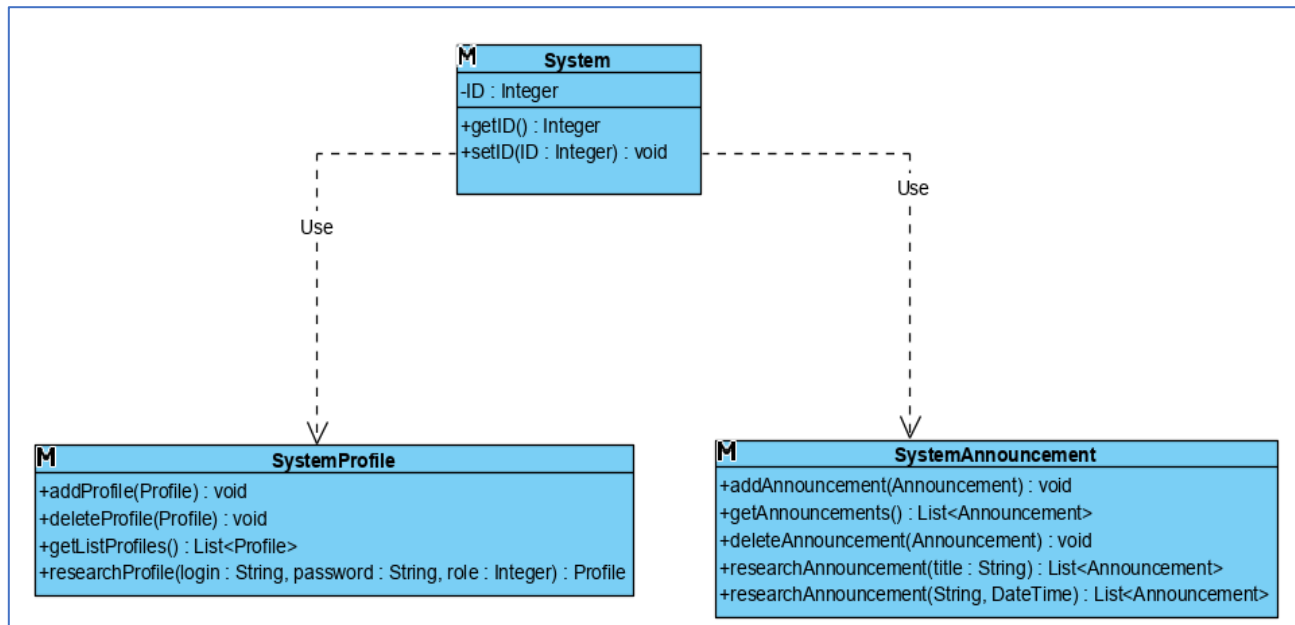 M
System
-ID : Integer
+getID() : Integer
+setID(ID : Integer) : void
Use
Use
M
SystemProfile
+addProfile(Profile) : void
+deleteProfile(Profile) : void
+getListProfiles() : List<Profile>
+researchProfile(login : String, password : String, role : Integer) : Profile
M
SystemAnnouncement
+addAnnouncement(Announcement) : void
+getAnnouncements() : List<Announcement>
+deleteAnnouncement(Announcement) : void
+researchAnnouncement(title : String) : List<Announcement>
+researchAnnouncement(String, DateTime) : List<Announcement>